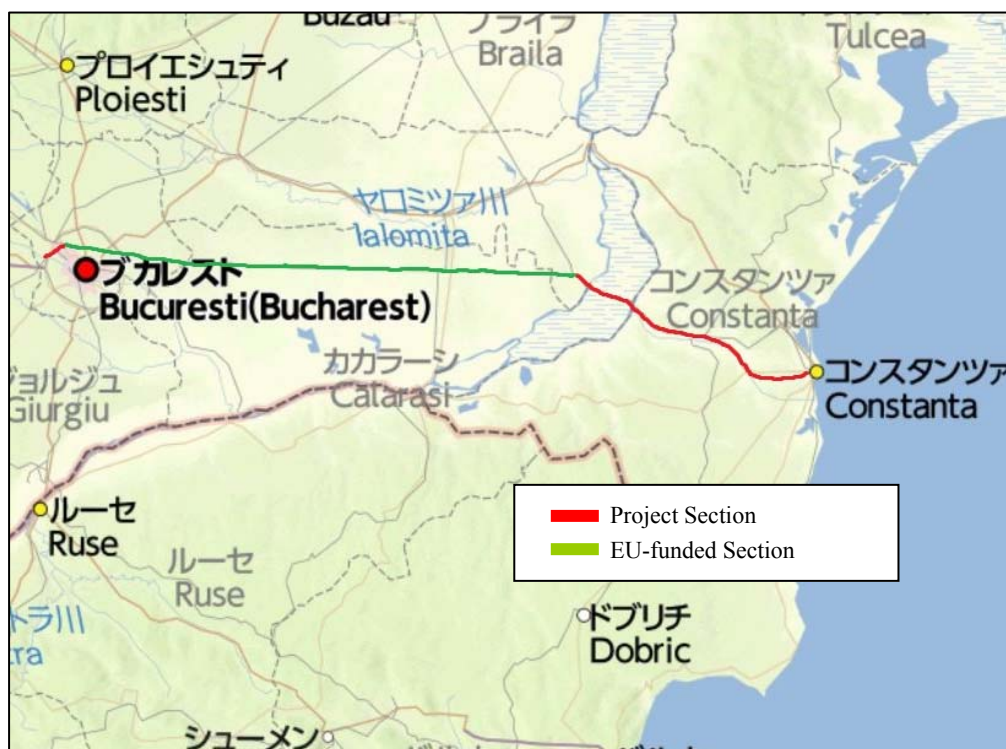 Buzau
ブライラ
Braila
Tulcea
プロイエシュティ
Ploiesti
ヤロミツァ川
Ialomita
ブカレスト
Bucuresti(Bucharest)
コンスタンツァ
Constanta
カカラーシ
Calarasi
コンスタンツァ
Constanta
ョルジュ
Giurgiu
Project Section
EU-funded Section
ルーセ
Ruse
ルーセ
Ruse
トラ川
tra
ドブリチ
Dobric
シューメン